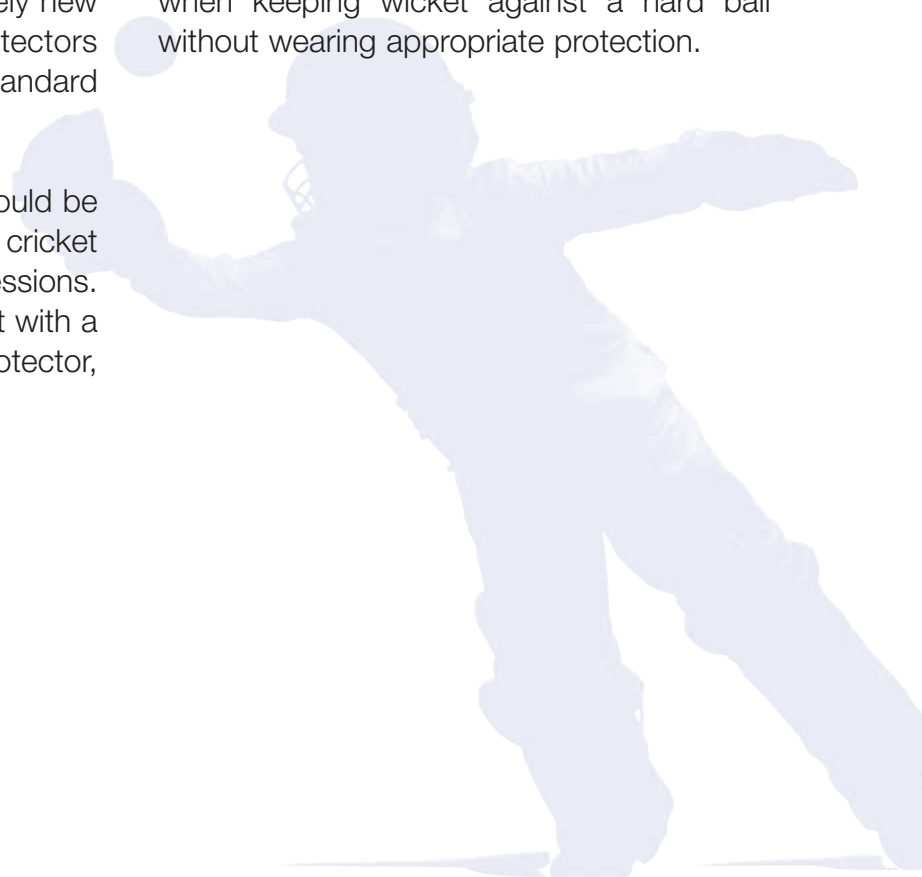 ely new
tectors
andard
ould be
cricket
essions.
t with a
otector,
when keeping wicket against a hard ball
without wearing appropriate protection.